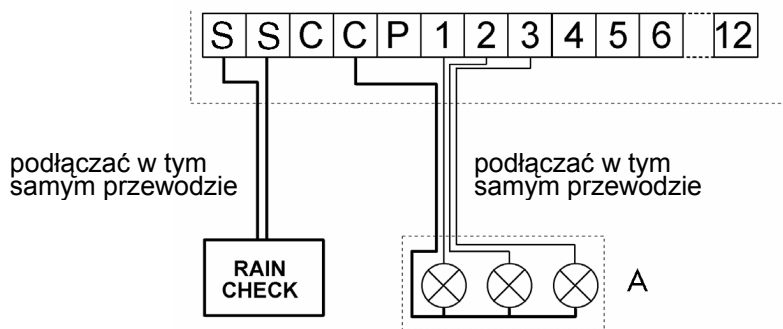 S S C C P 1 2 3 4 5 6 12
podłączać w tym
samym przewodzie
podłączać w tym
samym przewodzie
RAIN
CHECK
A